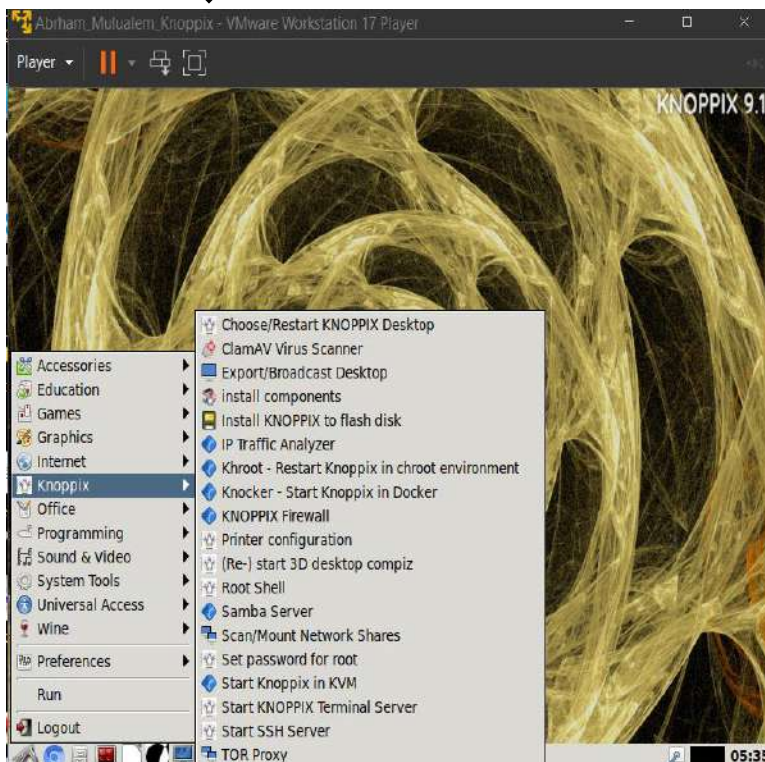 Abrham_Mulualem_Knoppix - VMware Workstation 17 Player
Player
KNOPPIX 9.1
Choose/Restart KNOPPIX Desktop
ClamAV Virus Scanner
Export/Broadcast Desktop
install components
Install KNOPPIX to flash disk
IP Traffic Analyzer
Khroot - Restart Knoppix in chroot environment
Knocker - Start Knoppix in Docker
KNOPPIX Firewall
Printer configuration
(Re-) start 3D desktop compiz
Root Shell
Samba Server
Scan/Mount Network Shares
Set password for root
Start Knoppix in KVM
Start KNOPPIX Terminal Server
Start SSH Server
TOR Proxy
Accessories
Education
Games
Graphics
Internet
Knoppix
Office
Programming
Sound & Video
System Tools
Universal Access
Wine
Preferences
Run
Logout
05:35